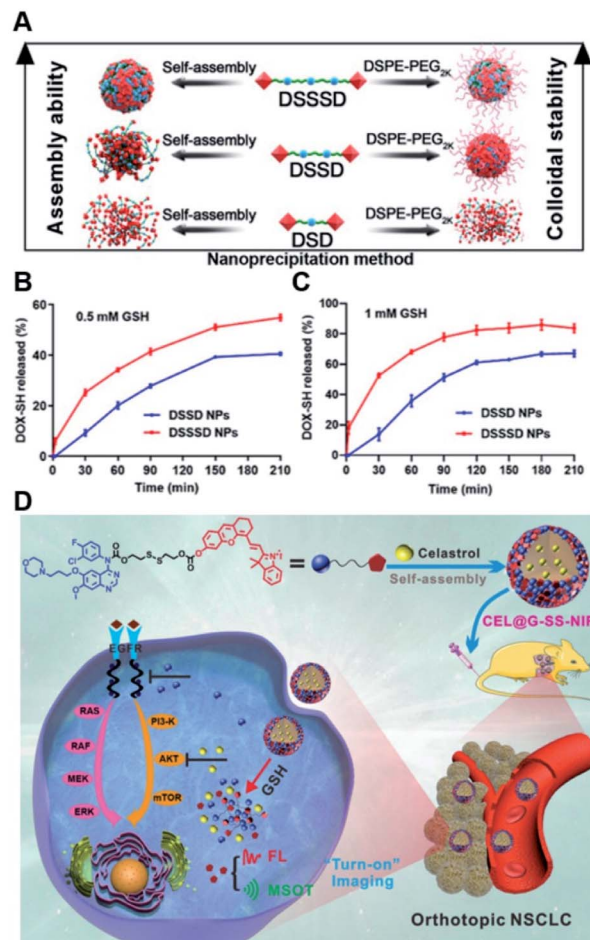 A
Assembly ability
Self-assembly
DSSSD
DSPE-PEG2K
Self-assembly
DSSD
DSPE-PEG2K
Self-assembly
DSD
DSPE-PEG2K
Colloidal stability
Nanoprecipitation method
B
DOX-SH released (%)
60
40
20
0
0.5 mM GSH
DSSD NPs
DSSSD NPs
0 30 60 90 120 150 180 210
Time (min)
C
DOX-SH released (%)
100
80
60
40
20
0
1 mM GSH
DSSD NPs
DSSSD NPs
0 30 60 90 120 150 180 210
Time (min)
D
F
Cl
N
O
O
S-S
O
O
O
O
N
O
N
O
N
N
O
=
Celastrol
Self-assembly
CEL@G-SS-NIR
EGFR
RAS
RAF
MEK
ERK
PI3-K
AKT
mTOR
GSH
FL
MSOT
"Turn-on"
Imaging
Orthotopic NSCLC